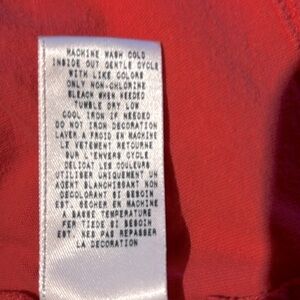 MACHINE WASH COLD
INSIDE OUT GENTLE CYCLE
WITH LIKE COLORS
ONLY NON-CHLORINE
BLEACH WHEN NEEDED
TUMBLE DRY LOW
COOL IRON IF NEEDED
DO NOT IRON DECORATION
LAVER A FROID EN MACHINE
LE VETEMENT RETOURNE
SUR L'ENVERS CYCLE
DELICAT LES COULEURS
UTILISER UNIQUEMENT UN
AGENT BLANCHISSANT NON
DECOLORANT SI BESOIN
EST. SECHER EN MACHINE
A BASSE TEMPERATURE
FER TIEDE SI BESOIN
EST. NES PAS REPASSER
LA DECORATION